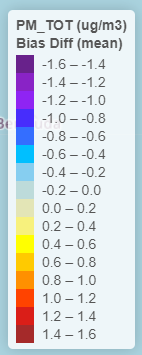 PM_TOT (ug/m3)
Bias Diff (mean)
-1.6 – -1.4
-1.4 – -1.2
-1.2 – -1.0
-1.0 – -0.8
-0.8 – -0.6
-0.6 – -0.4
-0.4 – -0.2
-0.2 – 0.0
0.0 – 0.2
0.2 – 0.4
0.4 – 0.6
0.6 – 0.8
0.8 – 1.0
1.0 – 1.2
1.2 – 1.4
1.4 – 1.6